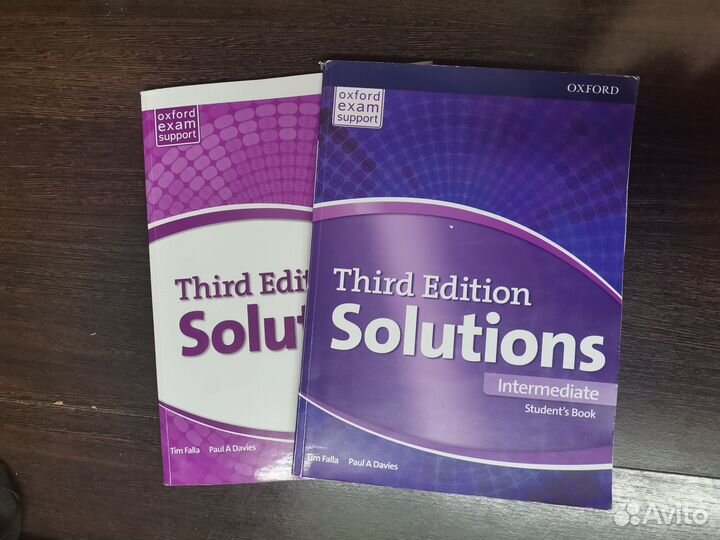 oxford
exam
support
Third Edit
Solut
Tim Falla Paul A Davies
oxford
exam
support
OXFORD
Third Edition
Solutions
Intermediate
Student's Book
Tim Falla Paul A Davies
Avito